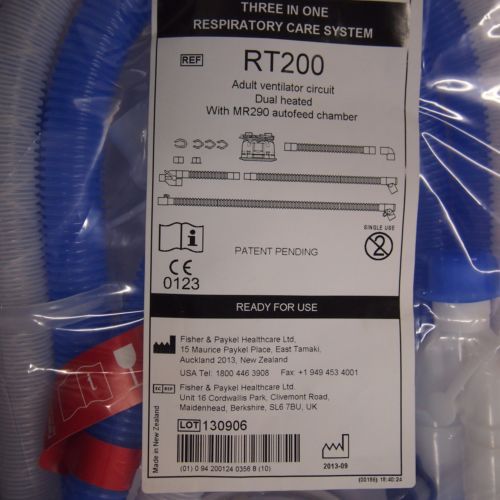 THREE IN ONE
RESPIRATORY CARE SYSTEM
REF RT200
Adult ventilator circuit
Dual heated
With MR290 autofeed chamber
SINGLE USE
2
PATENT PENDING
CE
0123
READY FOR USE
Fisher & Paykel Healthcare Ltd,
15 Maurice Paykel Place, East Tamaki,
Auckland 2013, New Zealand
USA Tel: 1800 446 3908 Fax +1 949 453 4001
EC REP Fisher & Paykel Healthcare Ltd.
Unit 16 Cordwallis Park, Clivemont Road,
Maidenhead, Berkshire, SL6 7BU, UK
LOT 130906
2013-09
(01) 0 94 200124 0356 8 (10)
Made in New Zealand